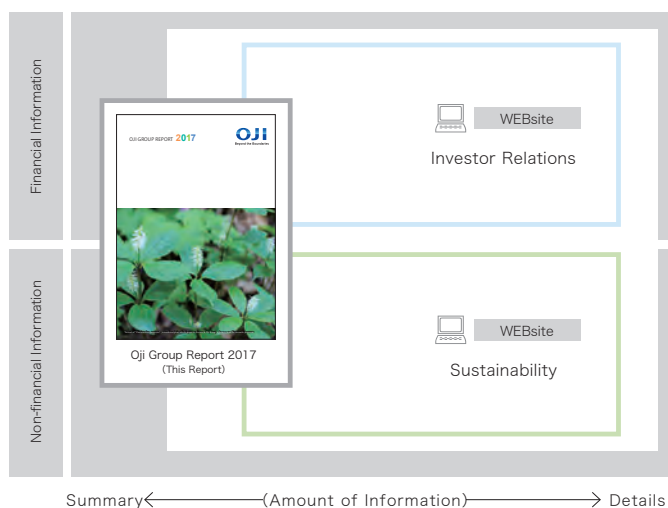 Financial Information
WEBsite
Investor Relations
OJI GROUP REPORT 2017
OJI
Beyond the Boundaries
Oji Group Report 2017
(This Report)
Non-financial Information
WEBsite
Sustainability
Summary (Amount of Information) Details